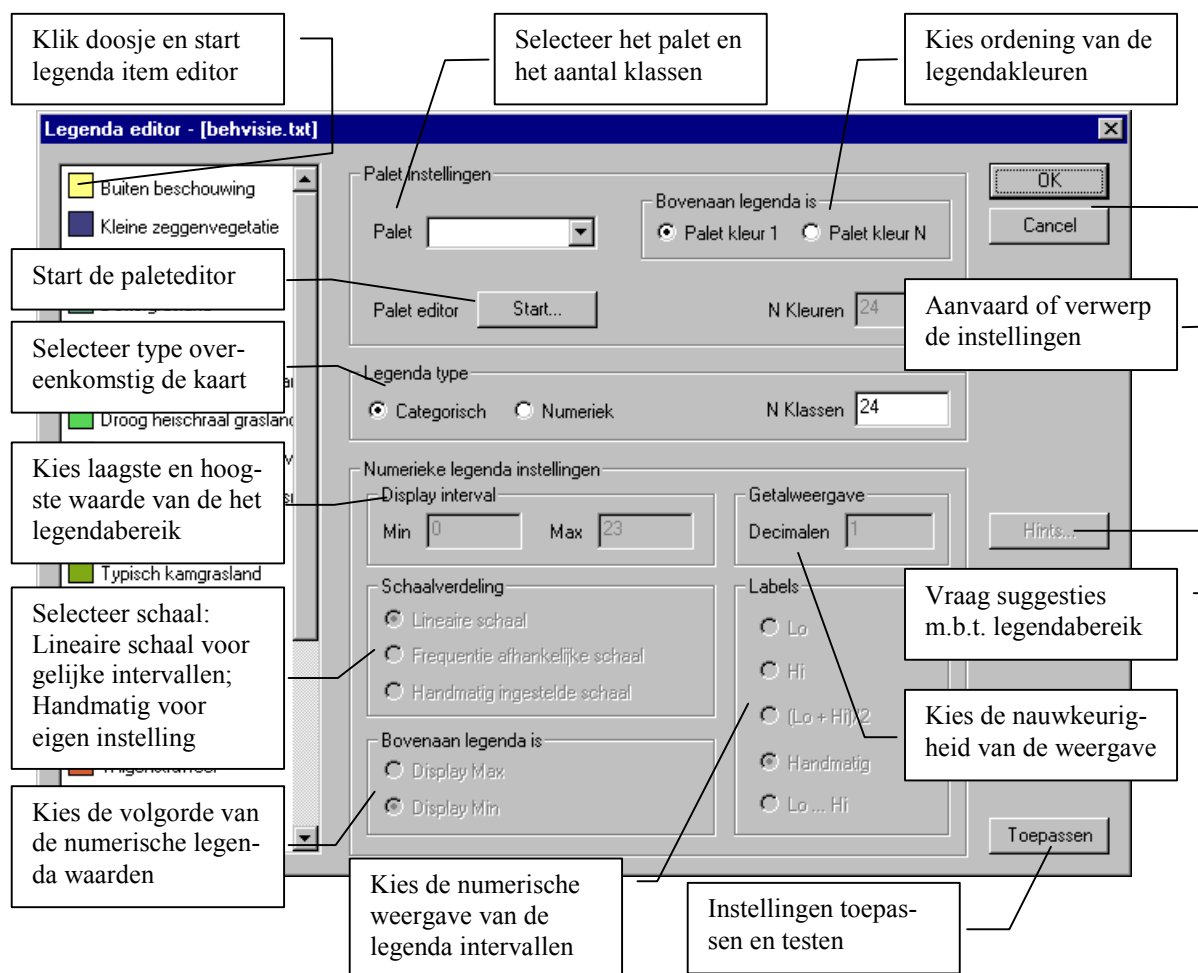 Klik doosje en start
legenda item editor
Selecteer het palet en
het aantal klassen
Kies ordening van de
legendakleuren
Legenda editor - [behvisie.txt]
Buiten beschouwing
Kleine zeggenvegetatie
Palet instellingen
Palet
Bovenaan legenda is
Palet kleur 1
Palet kleur N
OK
Cancel
Start de paleteditor
Palet editor
Start...
N Kleuren
24
Aanvaard of verwerp
de instellingen
Selecteer type over-
eenkomstig de kaart
Legenda type
Categorisch
Numeriek
N Klassen
24
Droog heischraal grasland
Kies laagste en hoog-
ste waarde van de het
legendabereik
Numerieke legenda instellingen
Display interval
Min
0
Max
23
Getalweergave
Decimalen
1
Hints...
Typisch kamgrasland
Selecteer schaal:
Lineaire schaal voor
gelijke intervallen;
Handmatig voor
eigen instelling
Schaalverdeling
Lineaire schaal
Frequentie afhankelijke schaal
Handmatig ingestelde schaal
Labels
Lo
Hi
(Lo + Hi)/2
Handmatig
Lo ... Hi
Vraag suggesties
m.b.t. legendabereik
Kies de nauwkeurig-
heid van de weergave
Bovenaan legenda is
Display Max
Display Min
Kies de volgorde van
de numerische legen-
da waarden
Toepassen
Kies de numerische
weergave van de
legenda intervallen
Instellingen toepas-
sen en testen